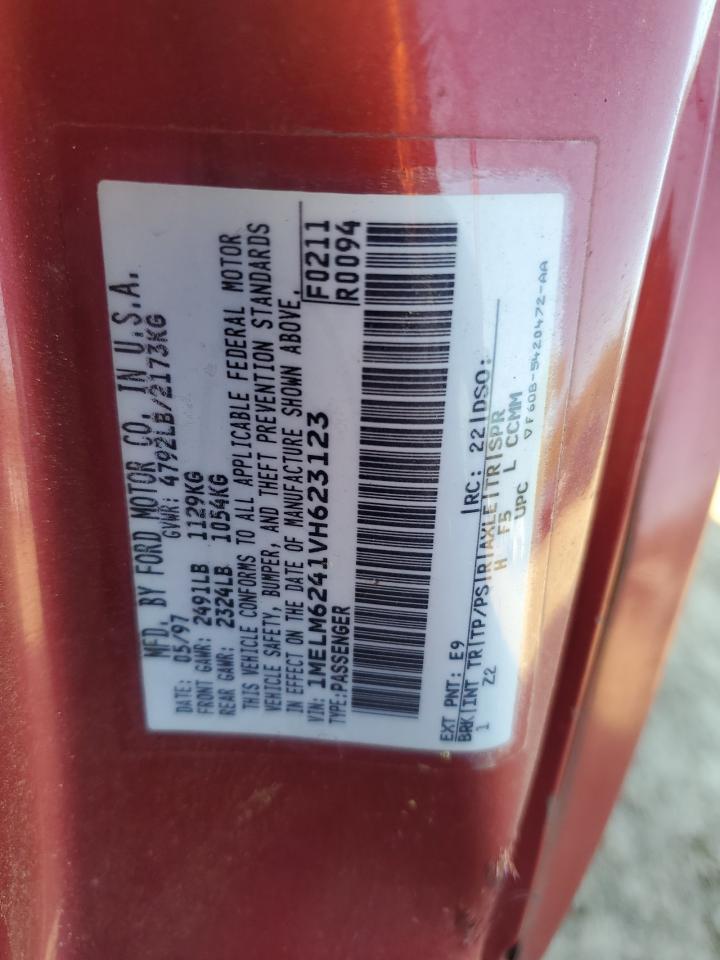 MFD. BY FORD MOTOR CO. IN U.S.A.
DATE: 05/97 GVWR: 4792LB/2173KG
FRONT GAWR: 2491LB 1129KG
REAR GAWR: 2324LB 1054KG
THIS VEHICLE CONFORMS TO ALL APPLICABLE FEDERAL MOTOR
VEHICLE SAFETY, BUMPER, AND THEFT PREVENTION STANDARDS
IN EFFECT ON THE DATE OF MANUFACTURE SHOWN ABOVE.
VIN: 1MELM6241VH623123 F0211
TYPE: PASSENGER R0094
EXT PNT: E9 |RC: 22|DSO:
BRK|INT TR|TP/PS|R|AXLE|TR|SPR
1 Z2 H F5 L CCMM
UPC
▽F60B-5420472-AA